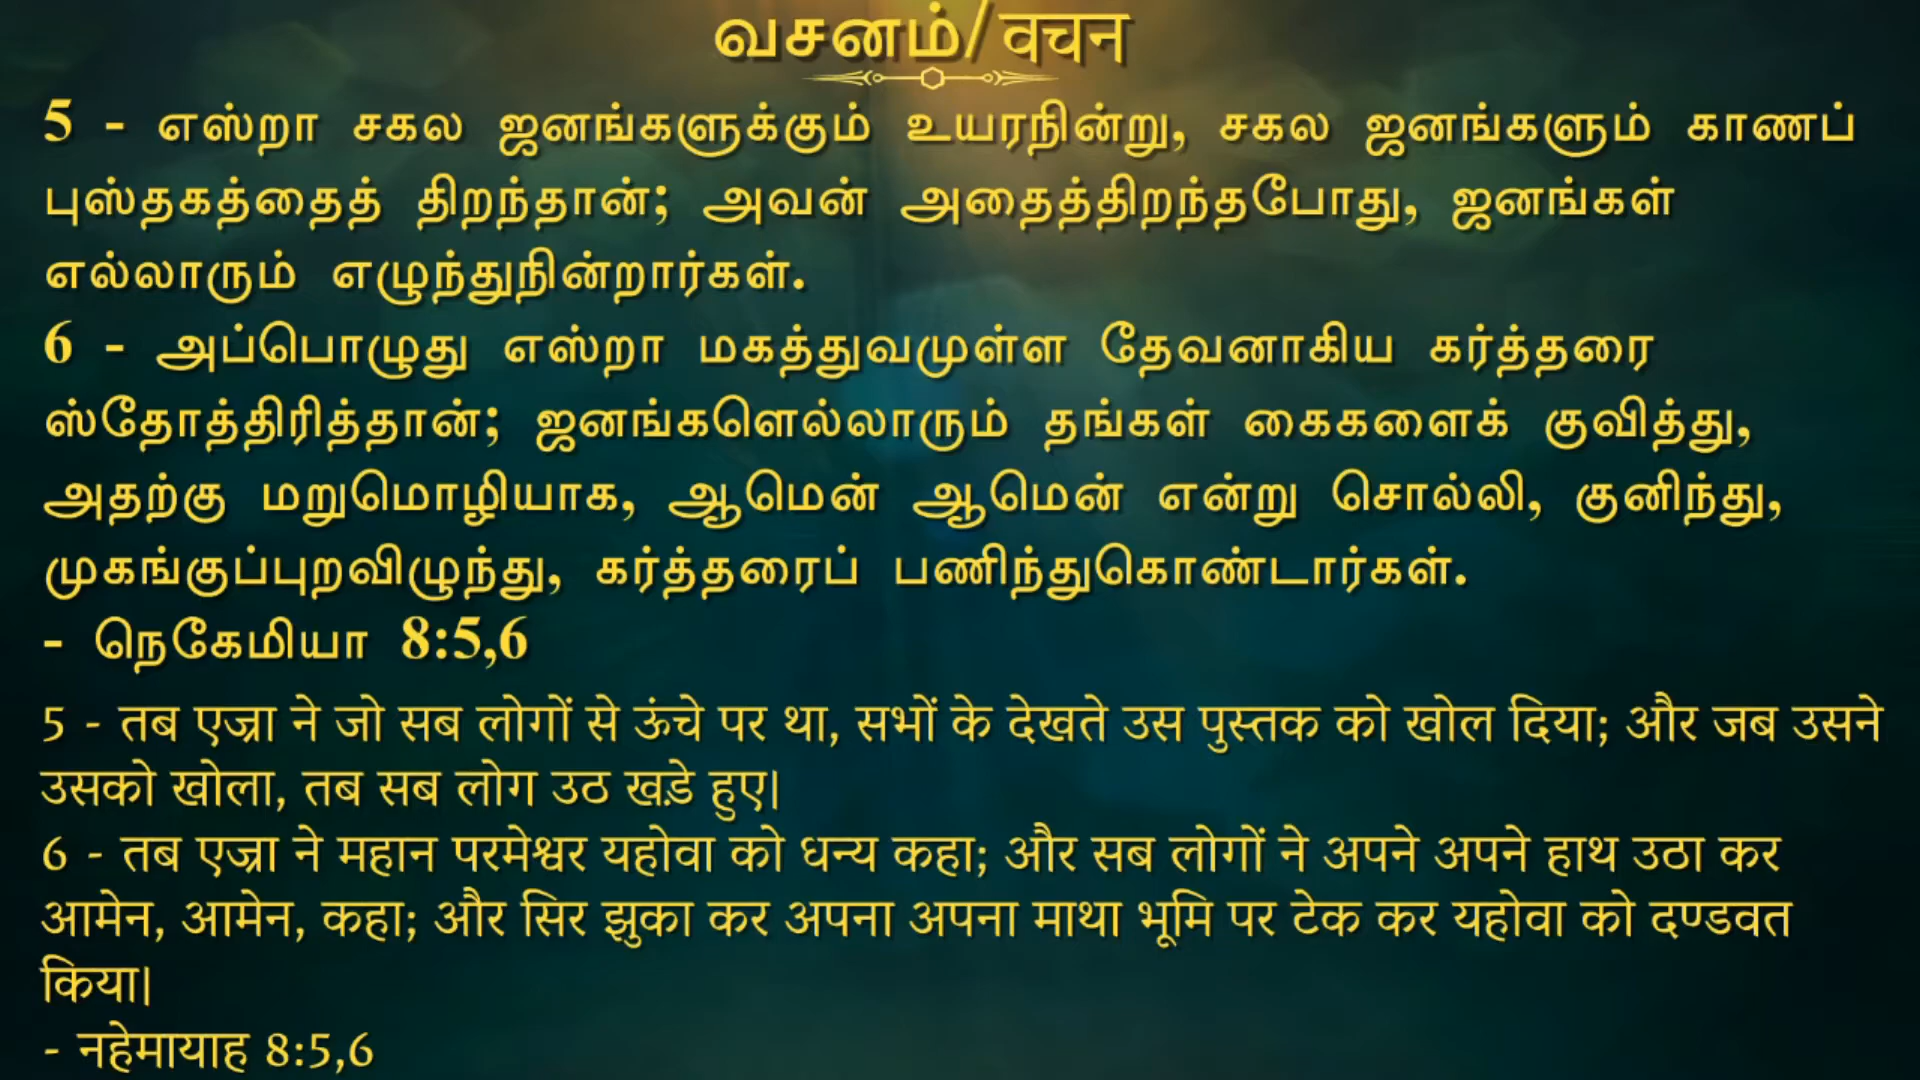 வசனம்/वचन
5 - எஸ்றா சகல ஜனங்களுக்கும் உயரநின்று, சகல ஜனங்களும் காணப்
புஸ்தகத்தைத் திறந்தான்; அவன் அதைத்திறந்தபோது, ஜனங்கள்
எல்லாரும் எழுந்துநின்றார்கள்.
6 - அப்பொழுது எஸ்றா மகத்துவமுள்ள தேவனாகிய கர்த்தரை
ஸ்தோத்திரித்தான்; ஜனங்களெல்லாரும் தங்கள் கைகளைக் குவித்து,
அதற்கு மறுமொழியாக, ஆமென் ஆமென் என்று சொல்லி, குனிந்து,
முகங்குப்புறவிழுந்து, கர்த்தரைப் பணிந்துகொண்டார்கள்.
- நெகேமியா 8:5,6
5 - तब एज्रा ने जो सब लोगों से ऊंचे पर था, सभों के देखते उस पुस्तक को खोल दिया; और जब उसने
उसको खोला, तब सब लोग उठ खड़े हुए|
6 - तब एज्रा ने महान परमेश्वर यहोवा को धन्य कहा; और सब लोगों ने अपने अपने हाथ उठा कर
आमेन, आमेन, कहा; और सिर झुका कर अपना अपना माथा भूमि पर टेक कर यहोवा को दण्डवत
किया|
- नहेमायाह 8:5,6